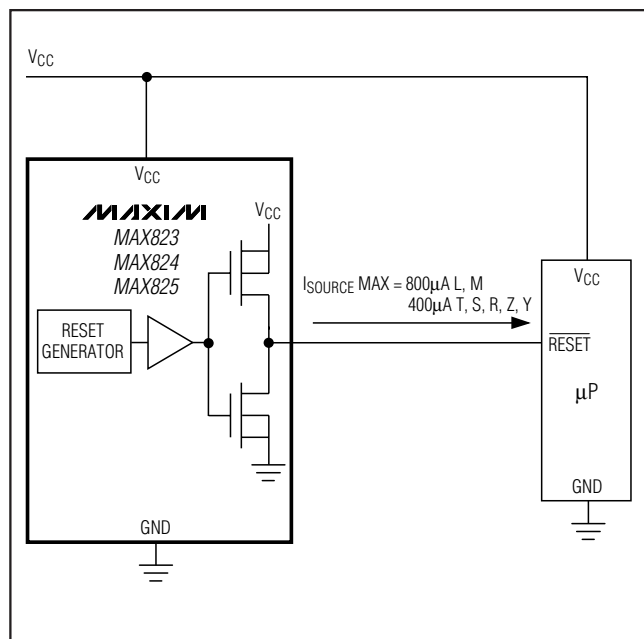 VCC
VCC
MAXIM
MAX823
MAX824
MAX825
VCC
RESET
GENERATOR
ISOURCE MAX = 800µA L, M
400µA T, S, R, Z, Y
VCC
RESET
µP
GND
GND